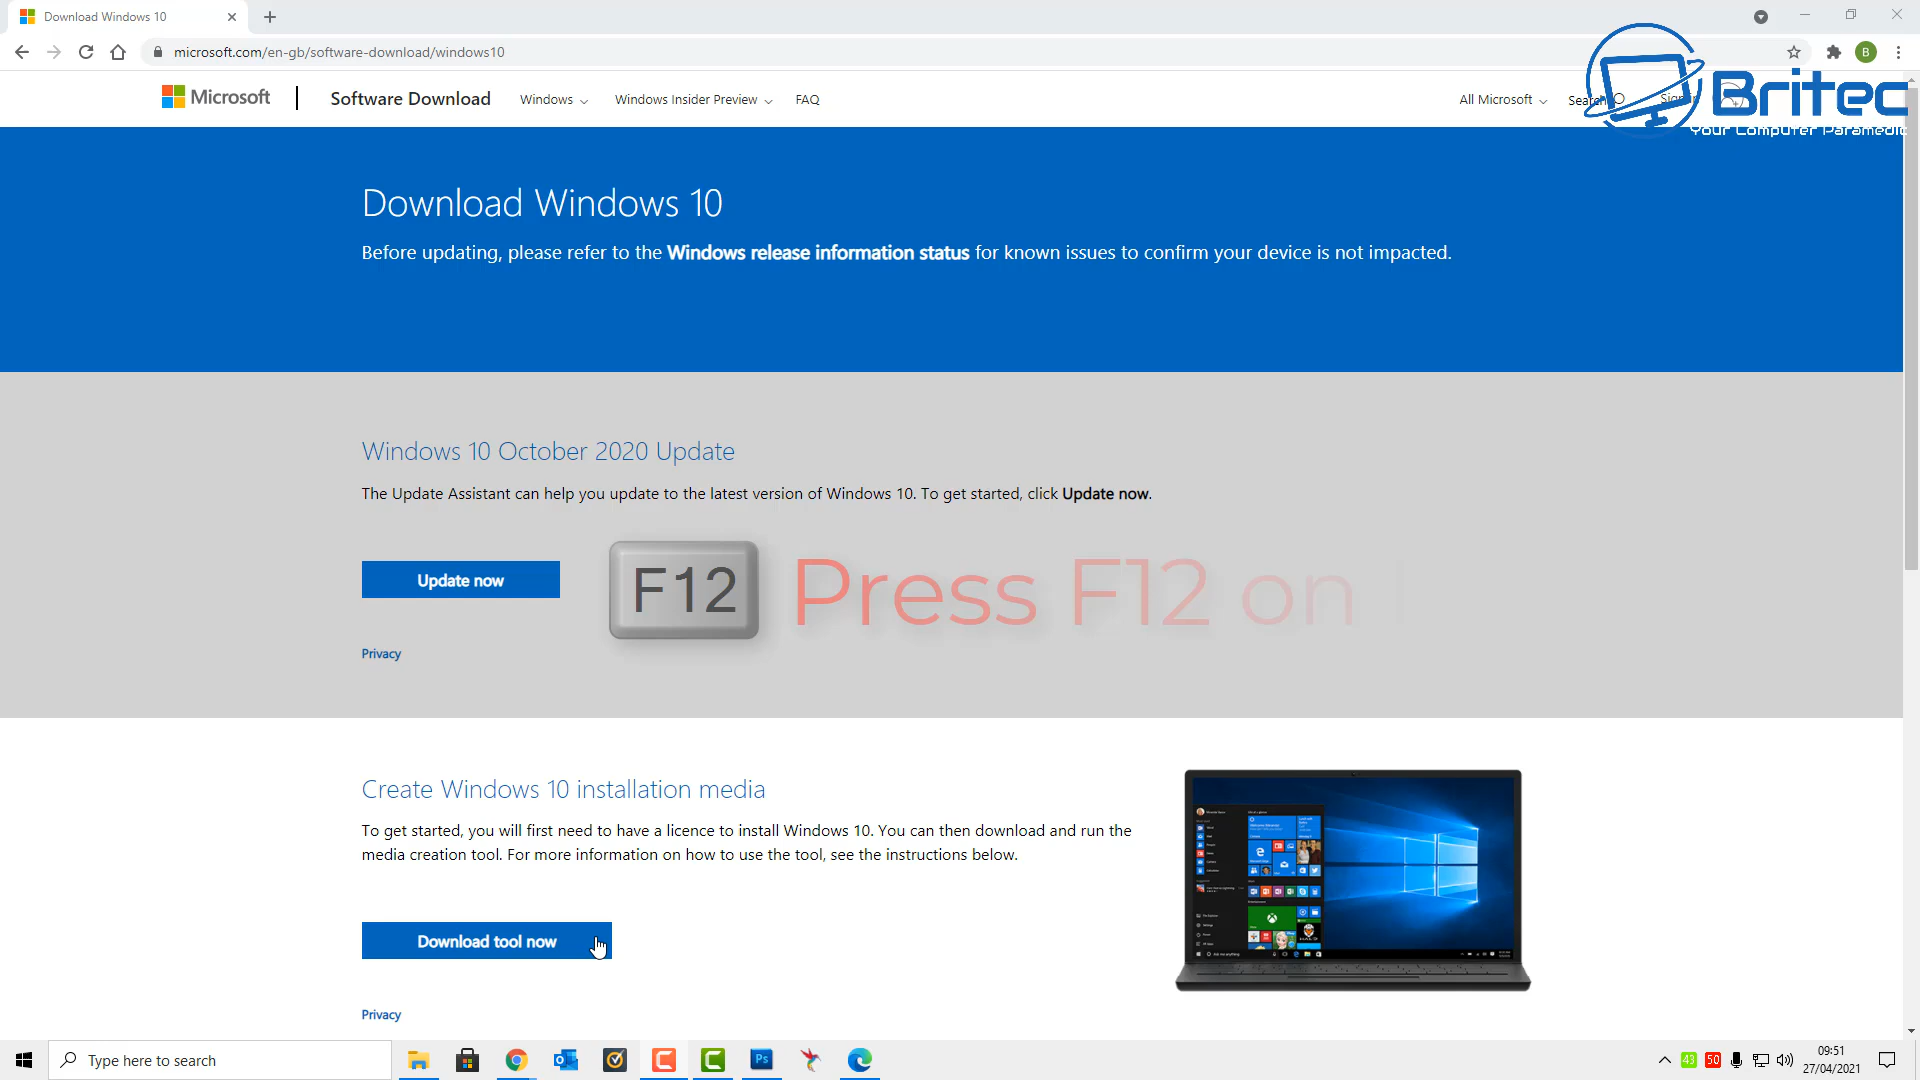 Download Windows 10
microsoft.com/en-gb/software-download/windows10
B
Microsoft
Software Download
Windows
Windows Insider Preview
FAQ
All Microsoft
Search
Sign in
Britec
Your Computer Paramedic
Download Windows 10
Before updating, please refer to the Windows release information status for known issues to confirm your device is not impacted.
Windows 10 October 2020 Update
The Update Assistant can help you update to the latest version of Windows 10. To get started, click Update now.
Update now
F12
Press F12 on
Privacy
Create Windows 10 installation media
To get started, you will first need to have a licence to install Windows 10. You can then download and run the
media creation tool. For more information on how to use the tool, see the instructions below.
Download tool now
Privacy
Type here to search
Ps
43
50
09:51
27/04/2021